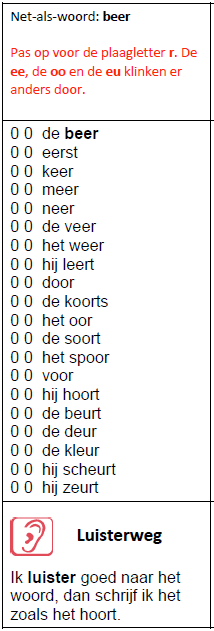 Net-als-woord: beer
Pas op voor de plaagletter r. De
ee, de oo en de eu klinken er
anders door.
0 0 de beer
0 0 eerst
0 0 keer
0 0 meer
0 0 neer
0 0 de veer
0 0 het weer
0 0 hij leert
0 0 door
0 0 de koorts
0 0 het oor
0 0 de soort
0 0 het spoor
0 0 voor
0 0 hij hoort
0 0 de beurt
0 0 de deur
0 0 de kleur
0 0 hij scheurt
0 0 hij zeurt
Luisterweg
Ik luister goed naar het
woord, dan schrijf ik het
zoals het hoort.